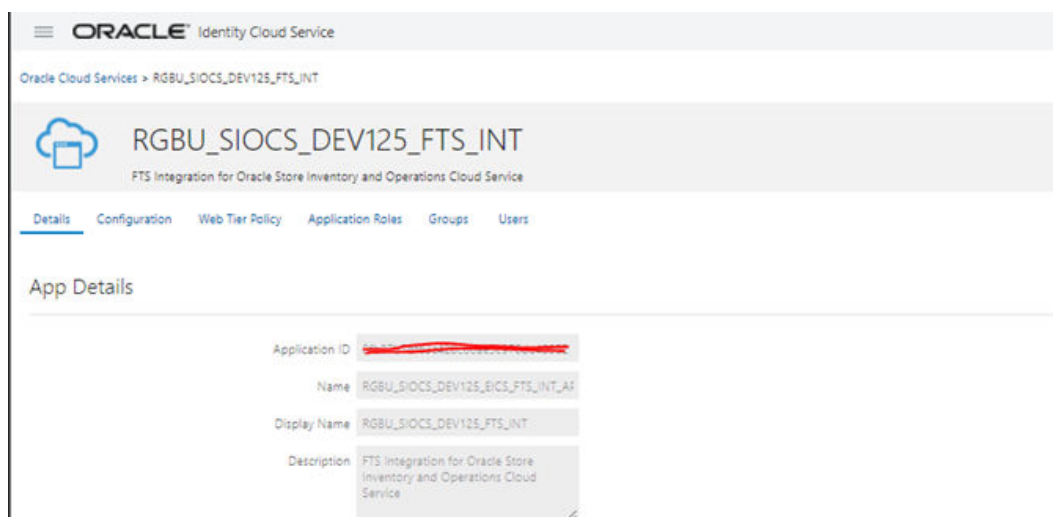 ORACLE Identity Cloud Service
Oracle Cloud Services > RGBU_SIOCS_DEV125_FTS_INT
RGBU_SIOCS_DEV125_FTS_INT
FTS Integration for Oracle Store Inventory and Operations Cloud Service
Details Configuration Web Tier Policy Application Roles Groups Users
App Details
Application ID
Name RGBU_SIOCS_DEV125_EICS_FTS_INT_AF
Display Name RGBU_SIOCS_DEV125_FTS_INT
Description FTS Integration for Oracle Store
Inventory and Operations Cloud
Service